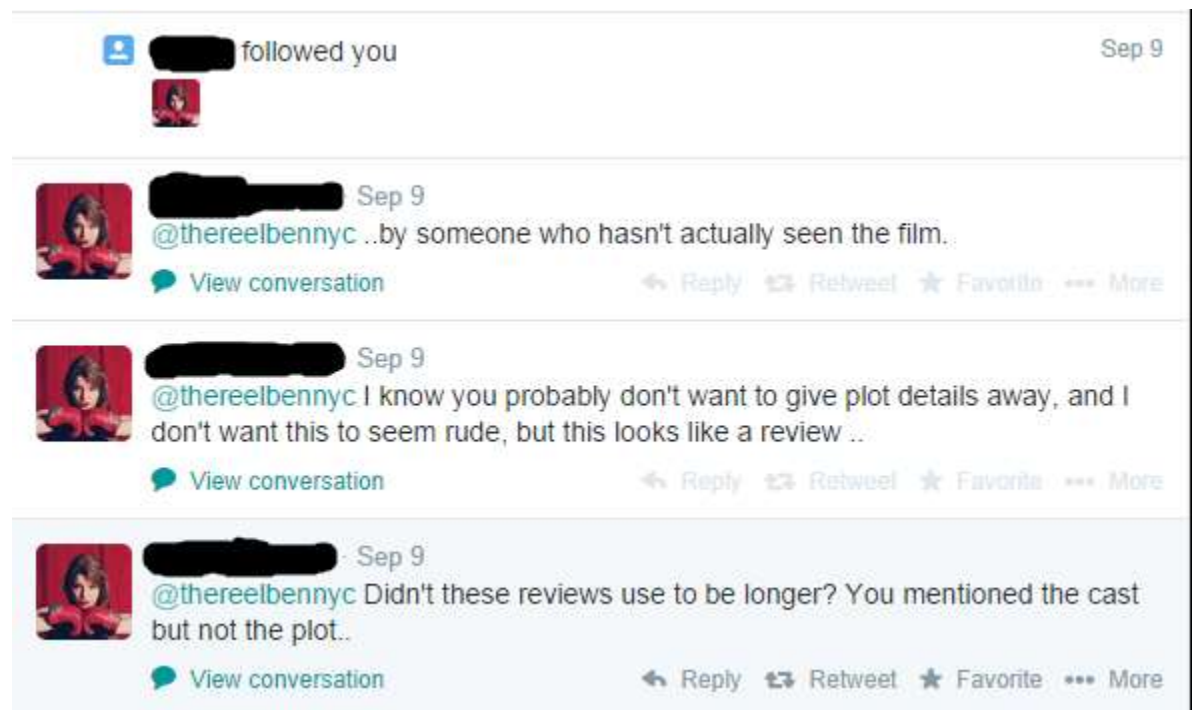 followed you
Sep 9
Sep 9
@thereelbennyc ..by someone who hasn't actually seen the film.
View conversation
Reply Retweet Favorite More
Sep 9
@thereelbennyc I know you probably don't want to give plot details away, and I
don't want this to seem rude, but this looks like a review ..
View conversation
Reply Retweet Favorite More
Sep 9
@thereelbennyc Didn't these reviews use to be longer? You mentioned the cast
but not the plot..
View conversation
Reply Retweet Favorite More